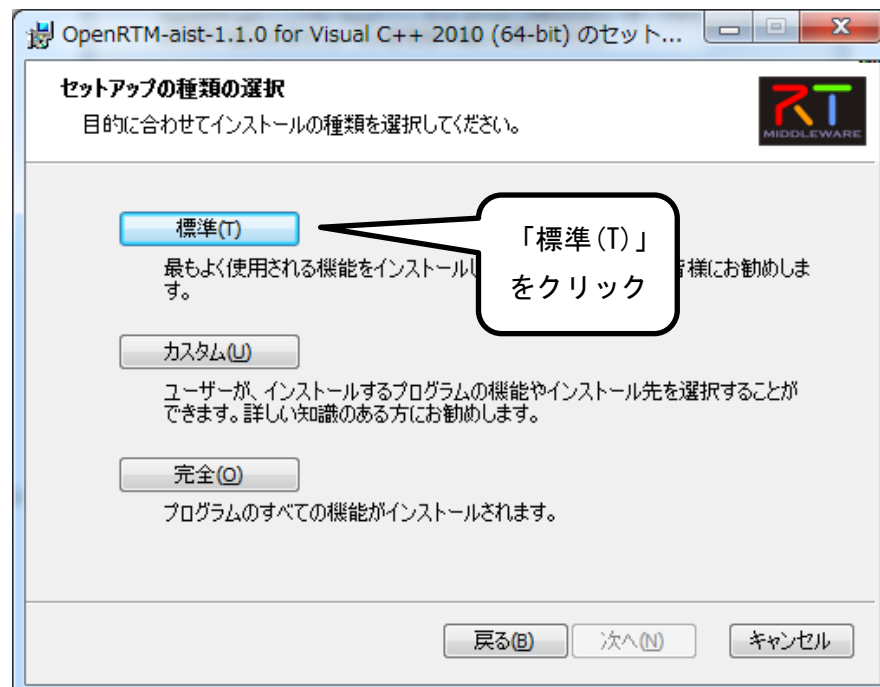 OpenRTM-aist-1.1.0 for Visual C++ 2010 (64-bit) のセット...
セットアップの種類の選択
目的に合わせてインストールの種類を選択してください。
RT
MIDDLEWARE
標準(T)
「標準(T)」
をクリック
最もよく使用される機能をインストールし 様にお勧めしま
す。
カスタム(U)
ユーザーが、インストールするプログラムの機能やインストール先を選択することが
できます。詳しい知識のある方にお勧めします。
完全(O)
プログラムのすべての機能がインストールされます。
戻る(B) 次へ(N) キャンセル